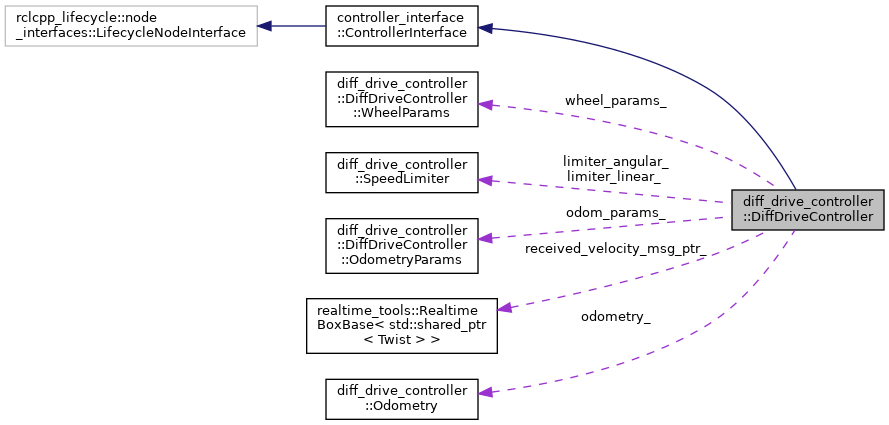 rclcpp_lifecycle::node
_interfaces::LifecycleNodeInterface
controller_interface
::ControllerInterface
diff_drive_controller
::DiffDriveController
::WheelParams
wheel_params_
diff_drive_controller
::SpeedLimiter
limiter_angular_
limiter_linear_
diff_drive_controller
::DiffDriveController
diff_drive_controller
::DiffDriveController
::OdometryParams
odom_params_
received_velocity_msg_ptr_
realtime_tools::Realtime
BoxBase< std::shared_ptr
< Twist > >
odometry_
diff_drive_controller
::Odometry